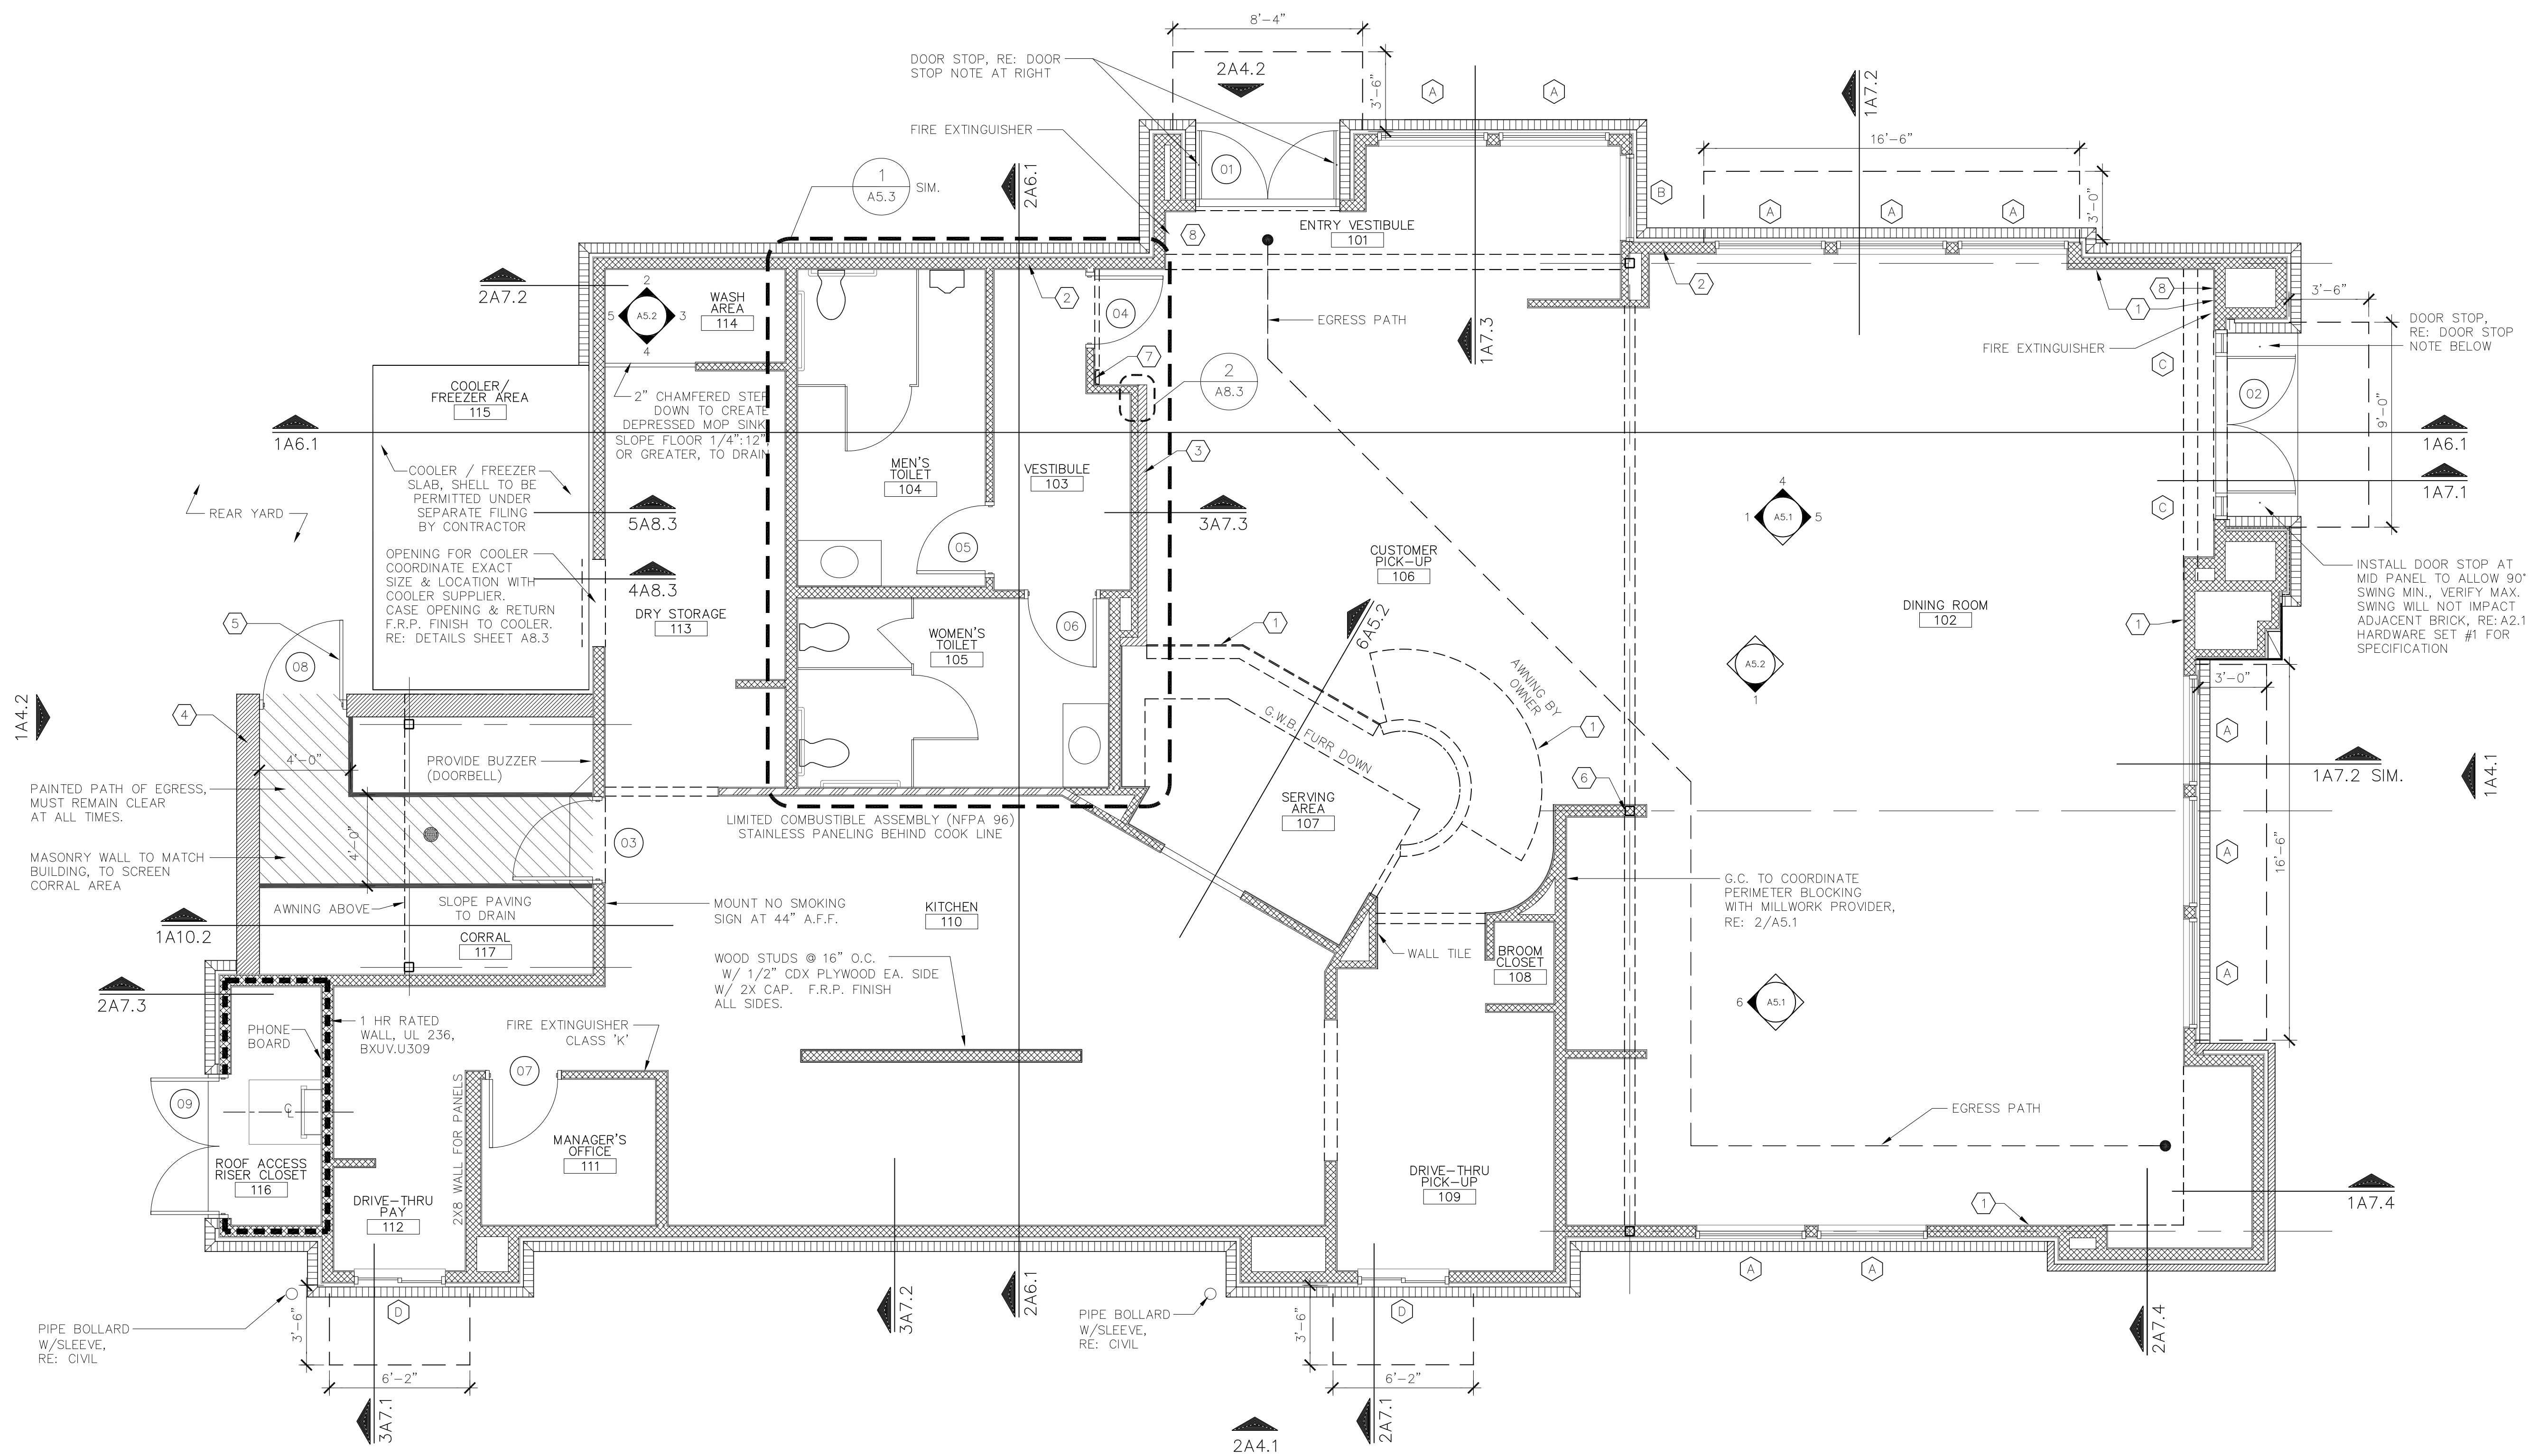 8'-4"
DOOR STOP, RE: DOOR
STOP NOTE AT RIGHT
2A4.2
3'-6"
A
A
1A7.2
16'-6"
FIRE EXTINGUISHER
1
A5.3
SIM.
2A6.1
01
B
A
A
A
3'-0"
8
ENTRY VESTIBULE
101
2A7.2
2
5
A5.2
3
4
WASH
AREA
114
2
04
EGRESS PATH
1A7.3
2
8
1
3'-6"
DOOR STOP,
RE: DOOR STOP
NOTE BELOW
FIRE EXTINGUISHER
7
2
A8.3
C
02
9'-0"
COOLER/
FREEZER AREA
115
2" CHAMFERED STEP
DOWN TO CREATE
DEPRESSED MOP SINK.
SLOPE FLOOR 1/4":12",
OR GREATER, TO DRAIN
1A6.1
1A6.1
3
MEN'S
TOILET
104
VESTIBULE
103
COOLER / FREEZER
SLAB, SHELL TO BE
PERMITTED UNDER
SEPARATE FILING
BY CONTRACTOR
REAR YARD
5A8.3
3A7.3
4
1
A5.1
5
C
1A7.1
OPENING FOR COOLER
COORDINATE EXACT
SIZE & LOCATION WITH
COOLER SUPPLIER.
CASE OPENING & RETURN
F.R.P. FINISH TO COOLER.
RE: DETAILS SHEET A8.3
4A8.3
05
CUSTOMER
PICK-UP
106
INSTALL DOOR STOP AT
MID PANEL TO ALLOW 90°
SWING MIN., VERIFY MAX.
SWING WILL NOT IMPACT
ADJACENT BRICK, RE: A2.1
HARDWARE SET #1 FOR
SPECIFICATION
DRY STORAGE
113
5
08
WOMEN'S
TOILET
105
06
1
6A5.2
DINING ROOM
102
1
A5.2
1
AWNING BY
OWNER
3'-0"
1A4.2
4
4'-0"
PROVIDE BUZZER
(DOORBELL)
G.W.B. FURR DOWN
1
A
1A7.2 SIM.
1A4.1
PAINTED PATH OF EGRESS,
MUST REMAIN CLEAR
AT ALL TIMES.
SERVING
AREA
107
6
LIMITED COMBUSTIBLE ASSEMBLY (NFPA 96)
STAINLESS PANELING BEHIND COOK LINE
4'-0"
03
A
16'-6"
MASONRY WALL TO MATCH
BUILDING, TO SCREEN
CORRAL AREA
AWNING ABOVE
SLOPE PAVING
TO DRAIN
MOUNT NO SMOKING
SIGN AT 44" A.F.F.
KITCHEN
110
G.C. TO COORDINATE
PERIMETER BLOCKING
WITH MILLWORK PROVIDER,
RE: 2/A5.1
1A10.2
CORRAL
117
WALL TILE
BROOM
CLOSET
108
WOOD STUDS @ 16" O.C.
W/ 1/2" CDX PLYWOOD EA. SIDE
W/ 2X CAP. F.R.P. FINISH
ALL SIDES.
A
2A7.3
6
A5.1
PHONE
BOARD
1 HR RATED
WALL, UL 236,
BXUV.U309
FIRE EXTINGUISHER
CLASS 'K'
07
2X8 WALL FOR PANELS
09
CL
EGRESS PATH
MANAGER'S
OFFICE
111
ROOF ACCESS
RISER CLOSET
116
DRIVE-THRU
PAY
112
DRIVE-THRU
PICK-UP
109
1
1A7.4
A
A
PIPE BOLLARD
W/SLEEVE,
RE: CIVIL
3'-6"
D
3A7.2
2A6.1
PIPE BOLLARD
W/SLEEVE,
RE: CIVIL
3'-6"
D
2A7.4
6'-2"
6'-2"
3A7.1
2A4.1
2A7.1